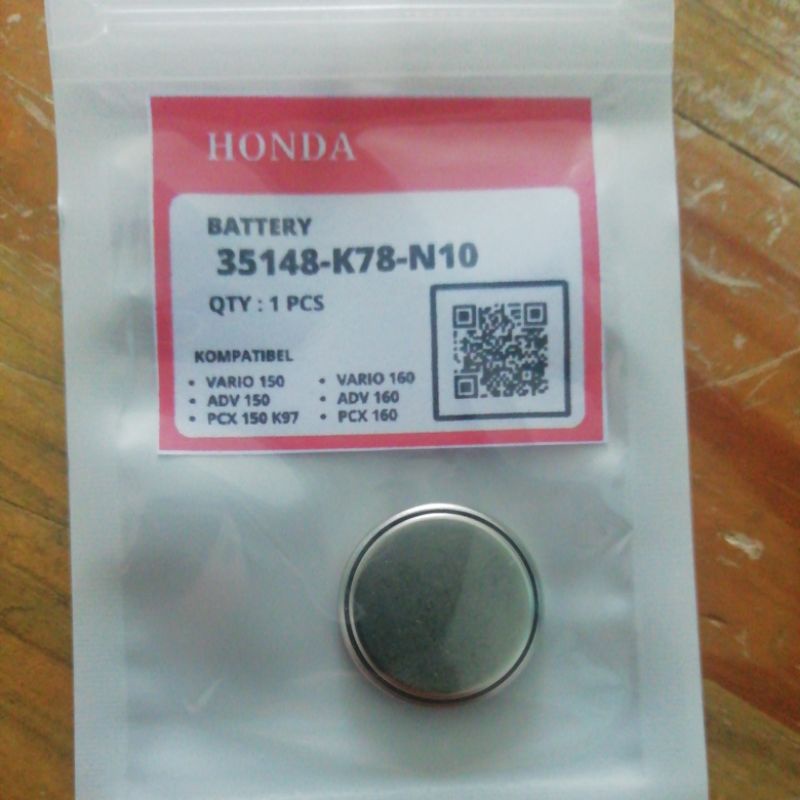 HONDA
BATTERY
35148-K78-N10
QTY : 1 PCS
KOMPATIBEL
• VARIO 150
• ADV 150
• PCX 150 K97
• VARIO 160
• ADV 160
• PCX 160